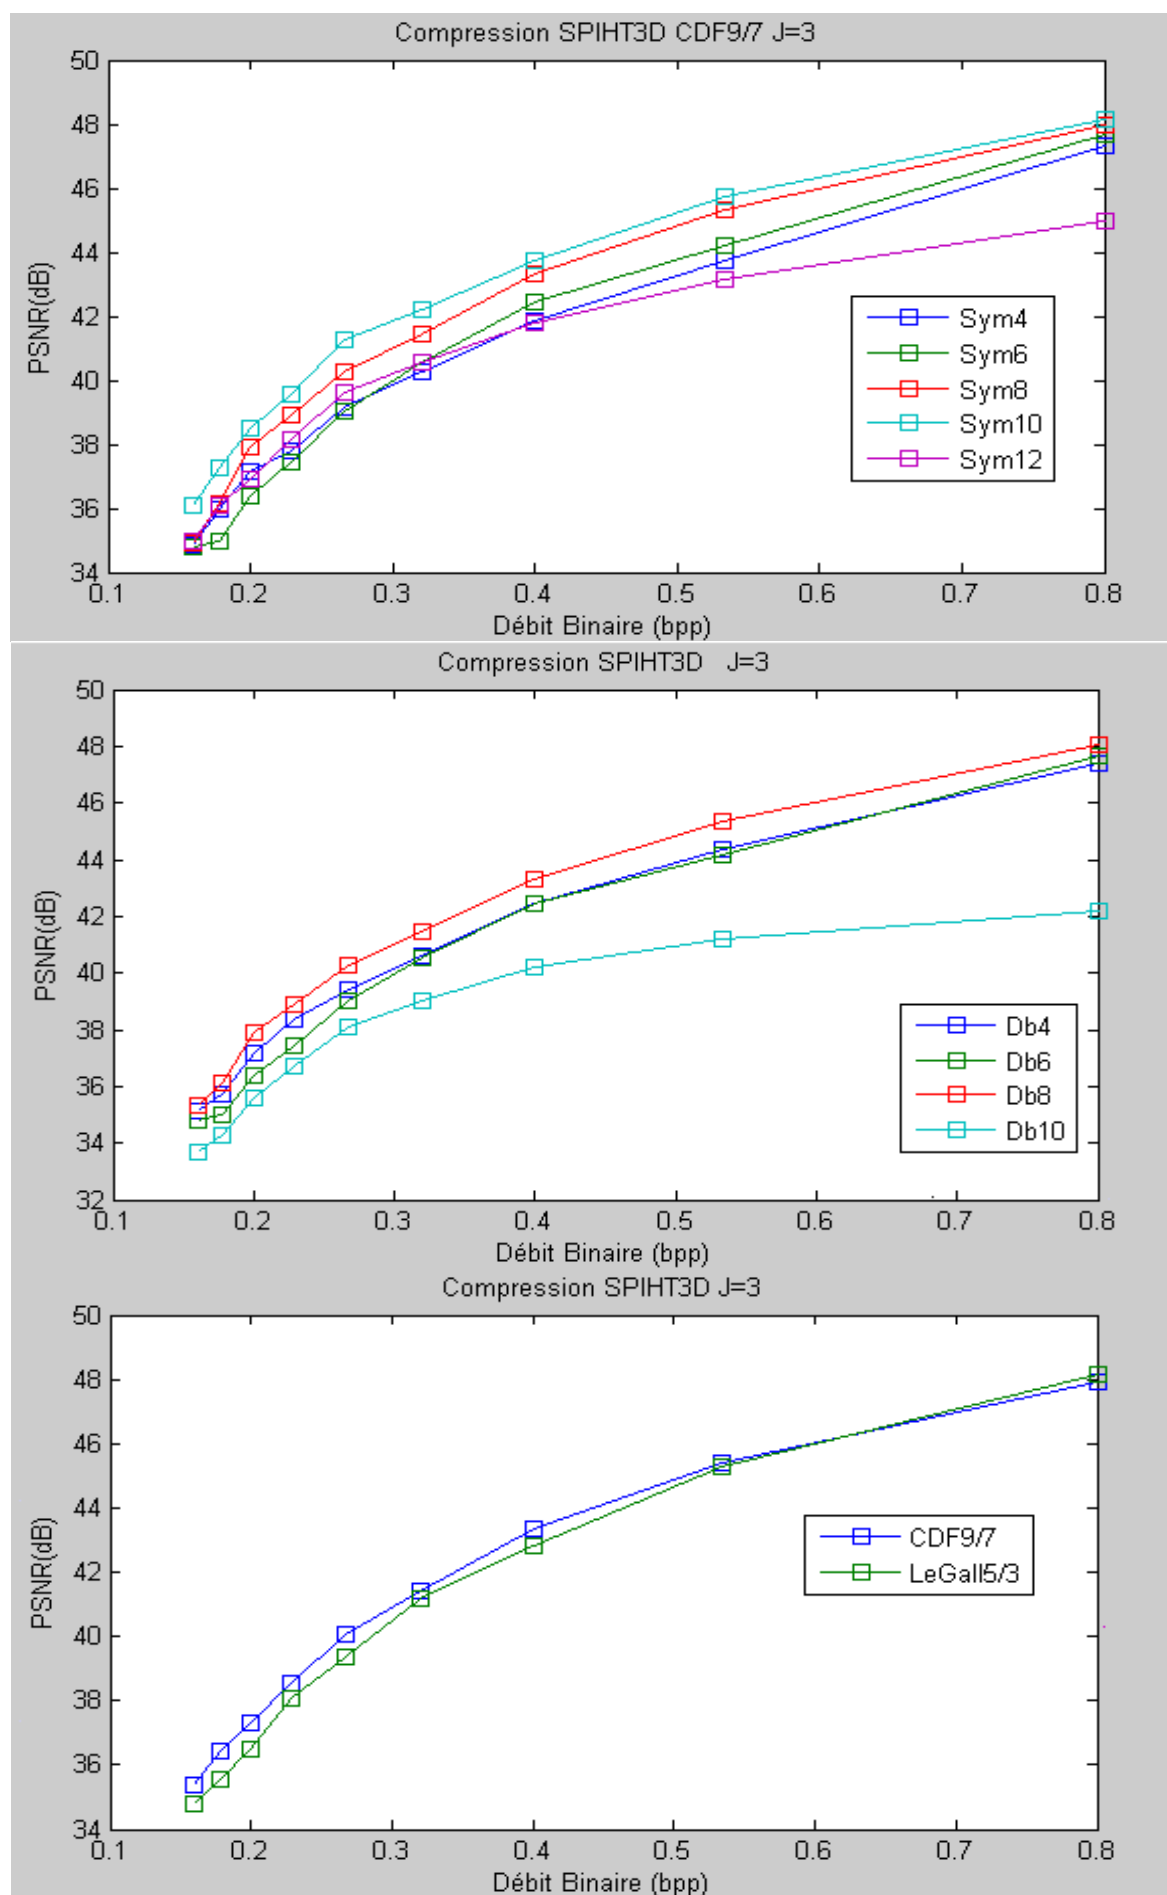 Compression SPIHT3D CDF9/7 J=3
50
48
46
44
42
40
38
36
34
PSNR(dB)
Sym4
Sym6
Sym8
Sym10
Sym12
0.1 0.2 0.3 0.4 0.5 0.6 0.7 0.8
Débit Binaire (bpp)
Compression SPIHT3D J=3
50
48
46
44
42
40
38
36
34
32
PSNR(dB)
Db4
Db6
Db8
Db10
0.1 0.2 0.3 0.4 0.5 0.6 0.7 0.8
Débit Binaire (bpp)
Compression SPIHT3D J=3
50
48
46
44
42
40
38
36
34
PSNR(dB)
CDF9/7
LeGall5/3
0.1 0.2 0.3 0.4 0.5 0.6 0.7 0.8
Débit Binaire (bpp)